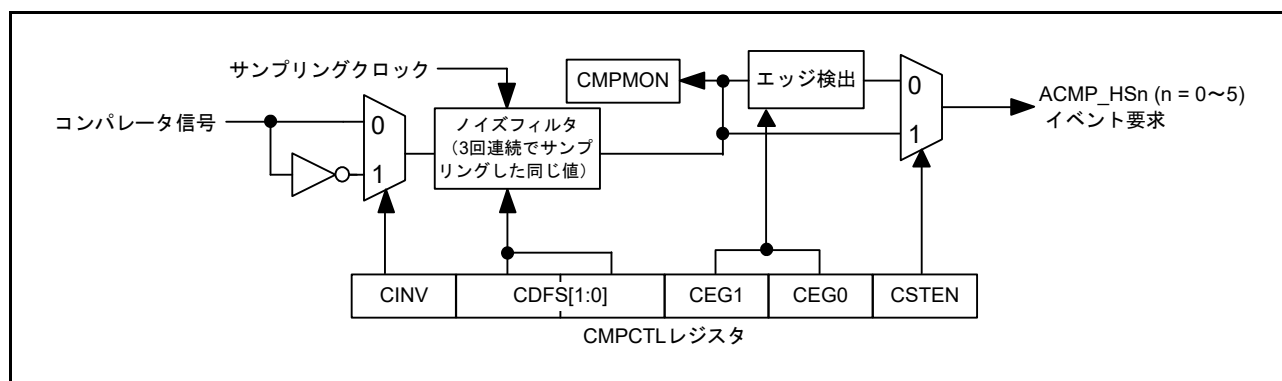 サンプリングクロック
コンパレータ信号
0
1
ノイズフィルタ
（3回連続でサンプ
リングした同じ値）
CMPMON
エッジ検出
0
1
ACMP_HSn (n = 0～5)
イベント要求
CINV
CDFS[1:0]
CEG1
CEG0
CSTEN
CMPCTLレジスタ